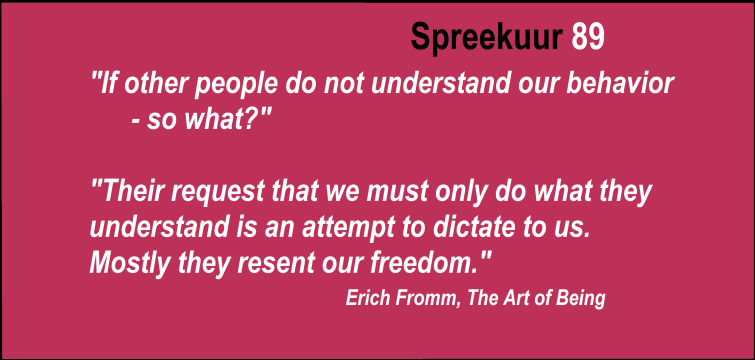 Spreekuur 89
"If other people do not understand our behavior
- so what?"
"Their request that we must only do what they
understand is an attempt to dictate to us.
Mostly they resent our freedom."
Erich Fromm, The Art of Being